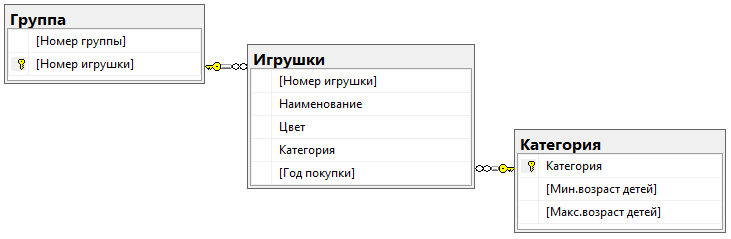 Группа
[Номер группы]
[Номер игрушки]
Игрушки
[Номер игрушки]
Наименование
Цвет
Категория
[Год покупки]
Категория
Категория
[Мин.возраст детей]
[Макс.возраст детей]